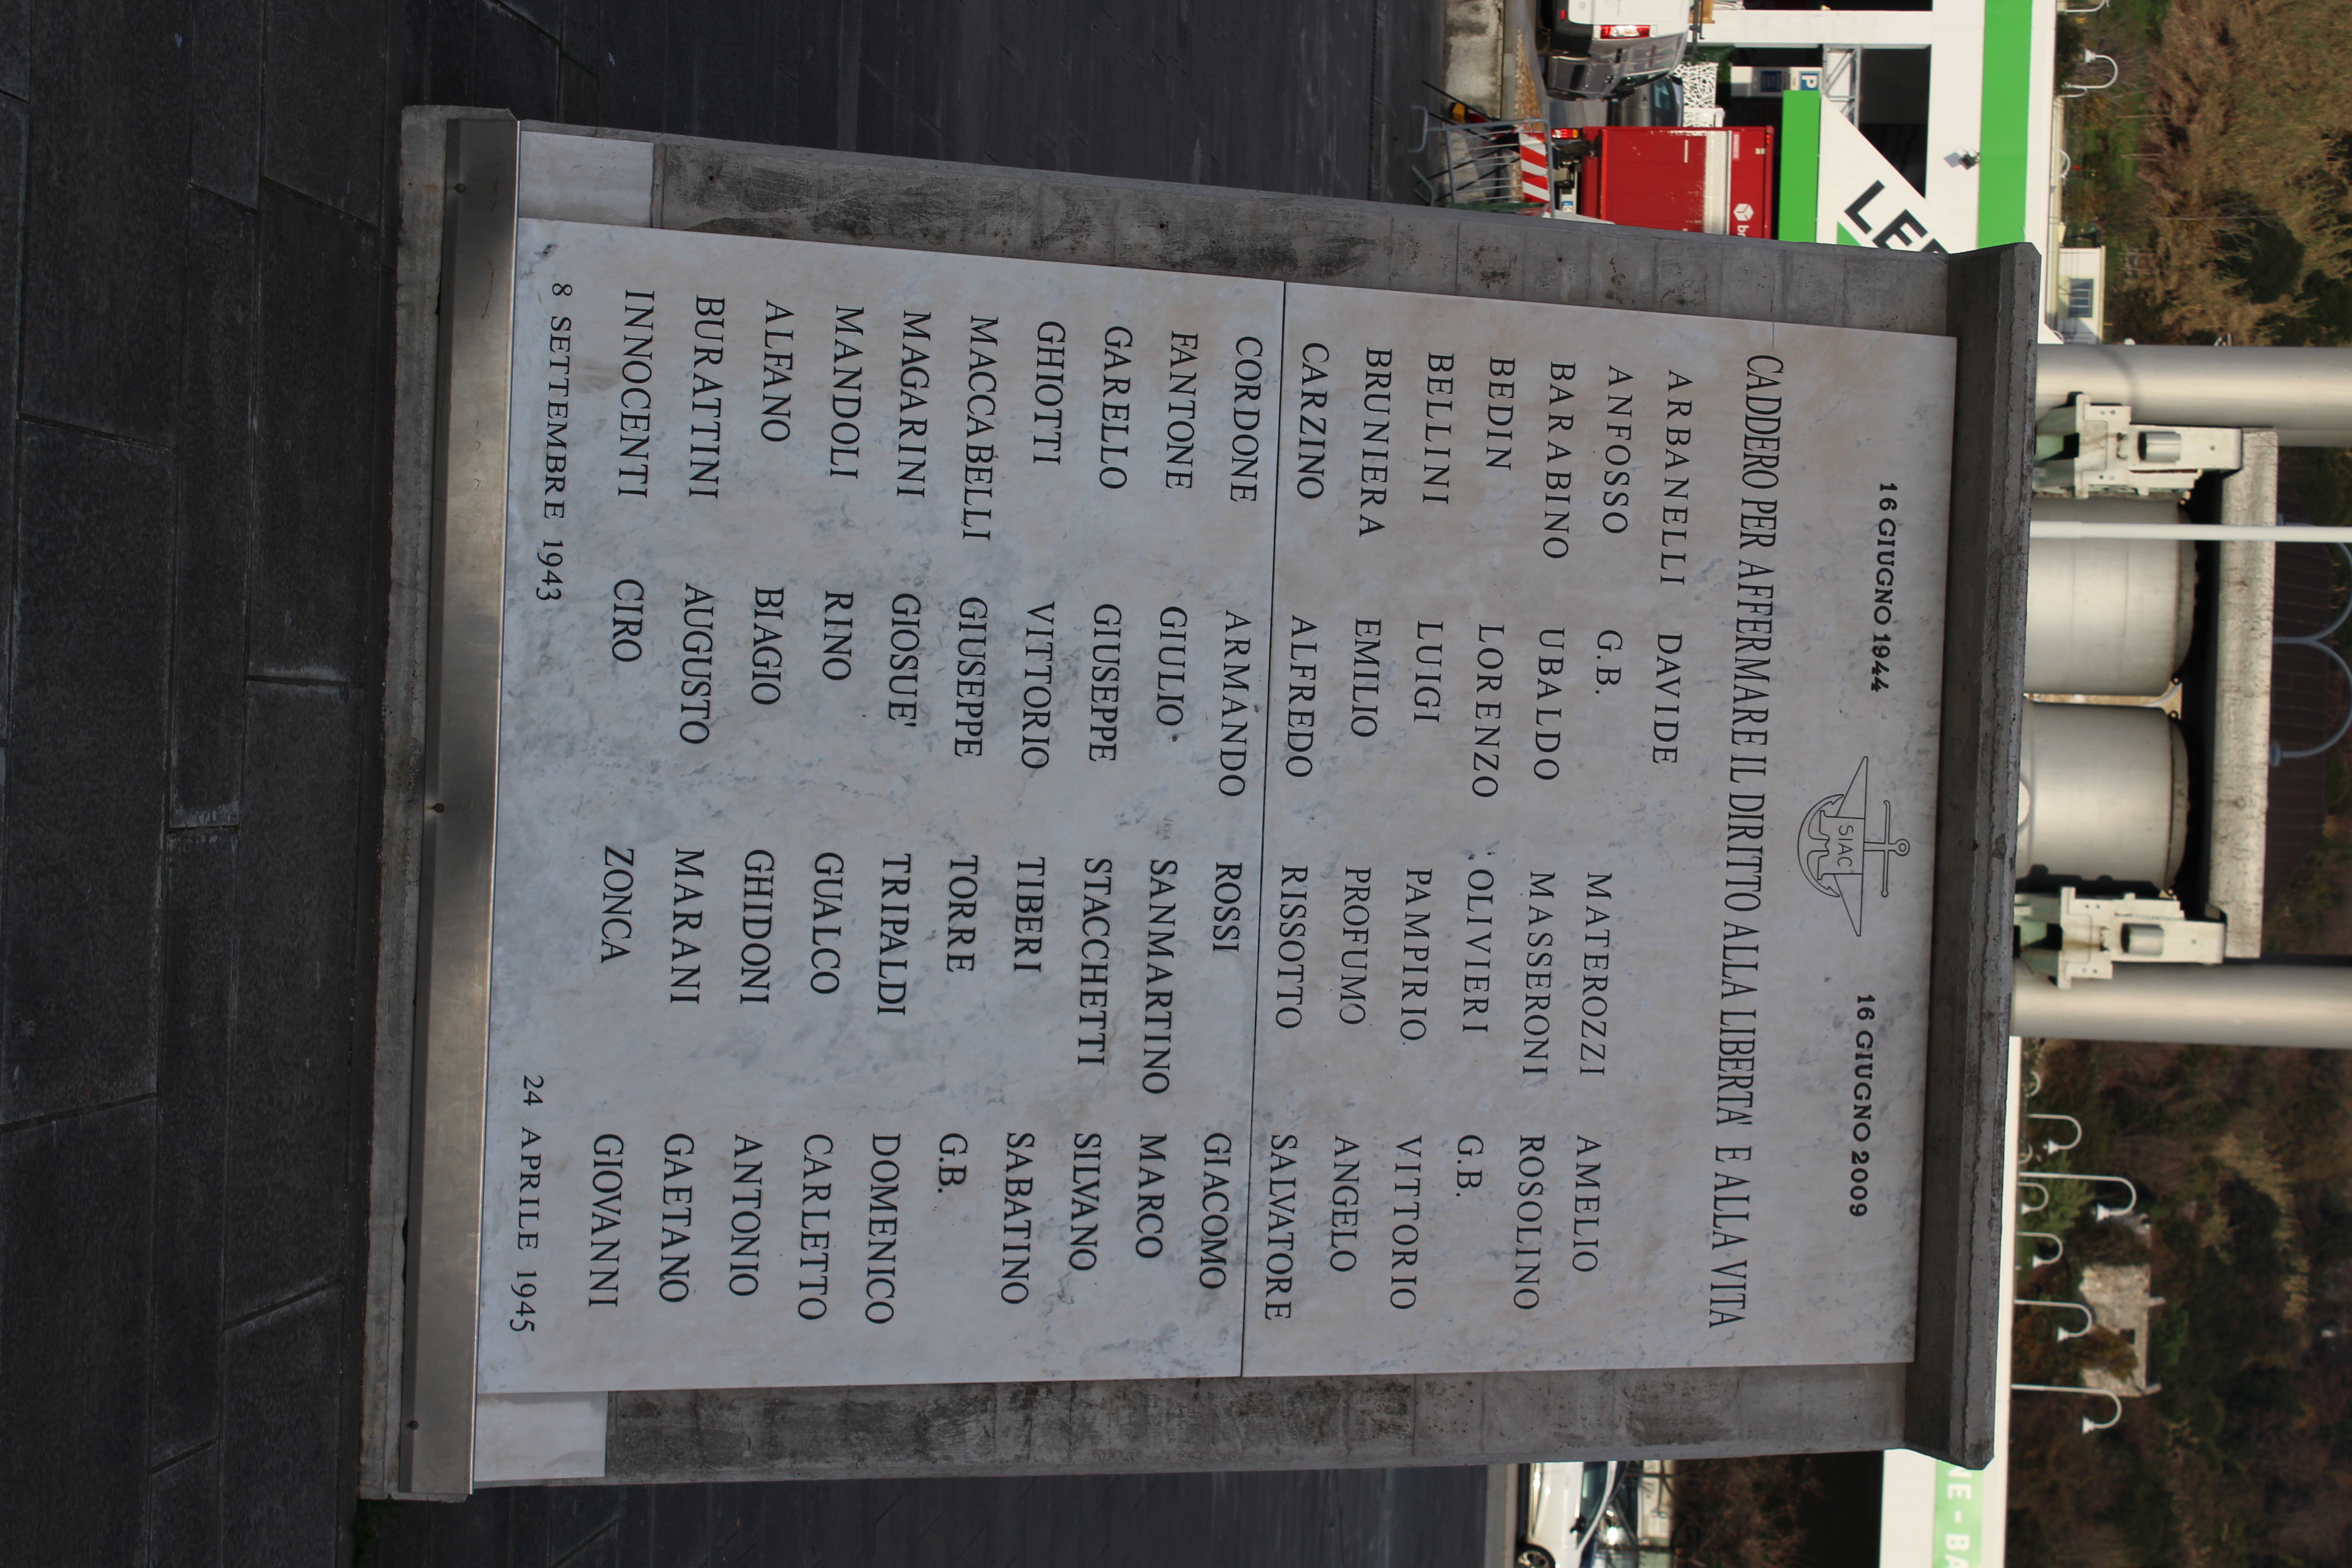 16 GIUGNO 1944 16 GIUGNO 2009
SIAC
CADDERO PER AFFERMARE IL DIRITTO ALLA LIBERTA' E ALLA VITA
ARBANELLI DAVIDE
ANFOSSO G.B. MATEROZZI AMELIO
BARABINO UBALDO MASSERONI ROSOLINO
BEDIN LORENZO OLIVIERI G.B.
BELLINI LUIGI PAMPIRIO VITTORIO
BRUNIERA EMILIO PROFUMO ANGELO
CARZINO ALFREDO RISSOTTO SALVATORE
CORDONE ARMANDO ROSSI GIACOMO
FANTONE GIULIO SANMARTINO MARCO
GARELLO GIUSEPPE STACCHETTI SILVANO
GHIOTTI VITTORIO TIBERI SABATINO
MACCABELLI GIUSEPPE TORRE G.B.
MAGARINI GIOSUE' TRIPALDI DOMENICO
MANDOLI RINO GUALCO CARLETTO
ALFANO BIAGIO GHIDONI ANTONIO
BURATTINI AUGUSTO MARANI GAETANO
INNOCENTI CIRO ZONCA GIOVANNI
8 SETTEMBRE 1943 24 APRILE 1945
P